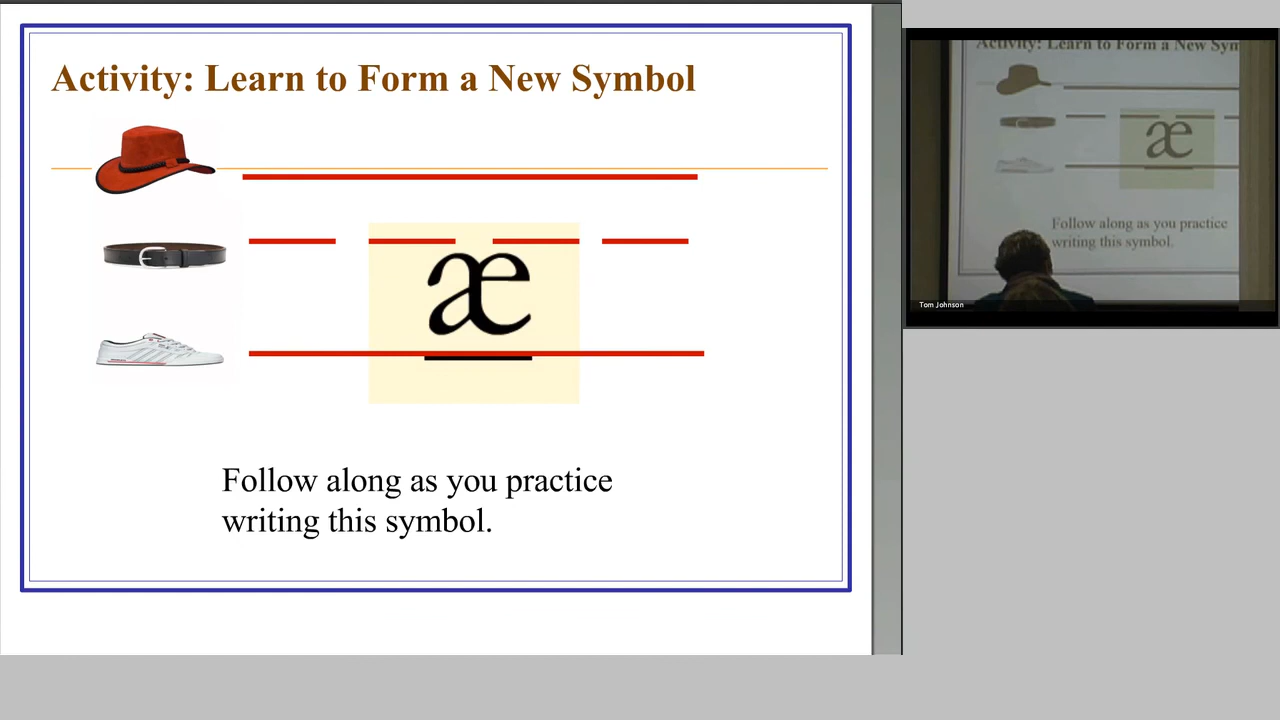 Activity: Learn to Form a New Symbol
æ
Follow along as you practice
writing this symbol.
Activity: Learn to Form a New Sym
æ
Follow along as you practice
writing this symbol.
Tom Johnson